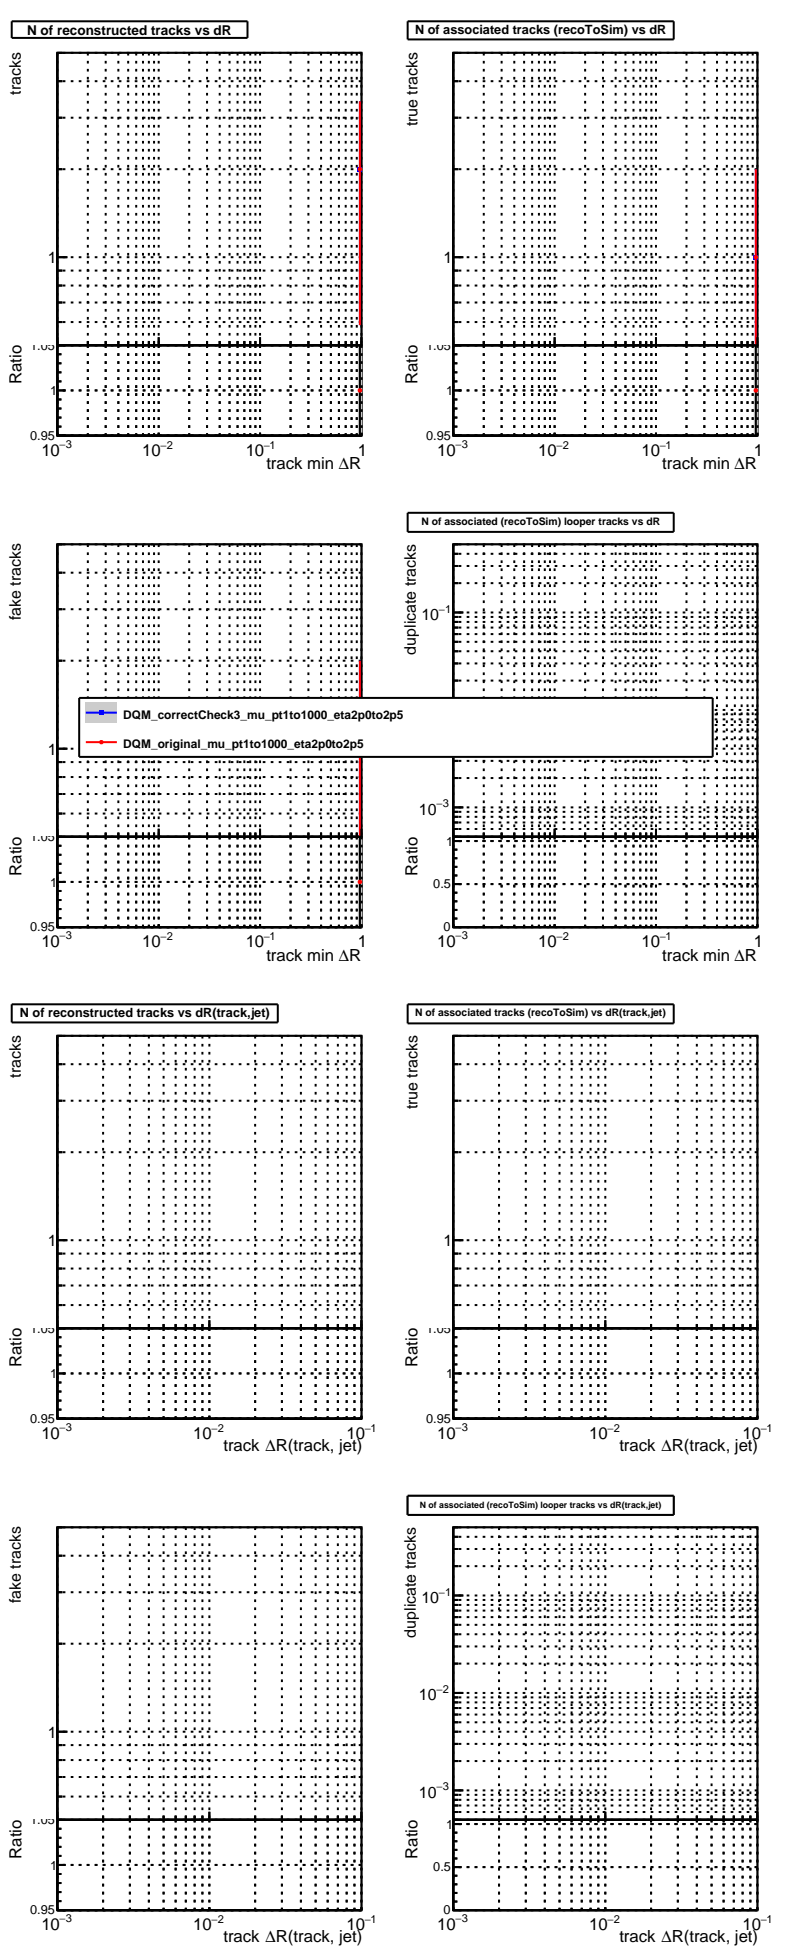 N of reconstructed tracks vs dR
tracks
1
1.05
Ratio
1
0.95
10−3 10−2 10−1 1
track min ΔR
N of associated tracks (recoToSim) vs dR
true tracks
1
1.05
Ratio
1
0.95
10−3 10−2 10−1 1
track min ΔR
fake tracks
1
1.05
Ratio
1
0.95
10−3 10−2 10−1 1
track min ΔR
N of associated (recoToSim) looper tracks vs dR
duplicate tracks
10−1
10−3
1
Ratio
0.5
0
10−3 10−2 10−1 1
track min ΔR
DQM_correctCheck3_mu_pt1to1000_eta2p0to2p5
DQM_original_mu_pt1to1000_eta2p0to2p5
N of reconstructed tracks vs dR(track,jet)
tracks
1
1.05
Ratio
1
0.95
10−3 10−2 10−1
track ΔR(track, jet)
N of associated tracks (recoToSim) vs dR(track,jet)
true tracks
1
1.05
Ratio
1
0.95
10−3 10−2 10−1
track ΔR(track, jet)
fake tracks
1
1.05
Ratio
1
0.95
10−3 10−2 10−1
track ΔR(track, jet)
N of associated (recoToSim) looper tracks vs dR(track,jet)
duplicate tracks
10−1
10−2
10−3
1
Ratio
0.5
0
10−3 10−2 10−1
track ΔR(track, jet)